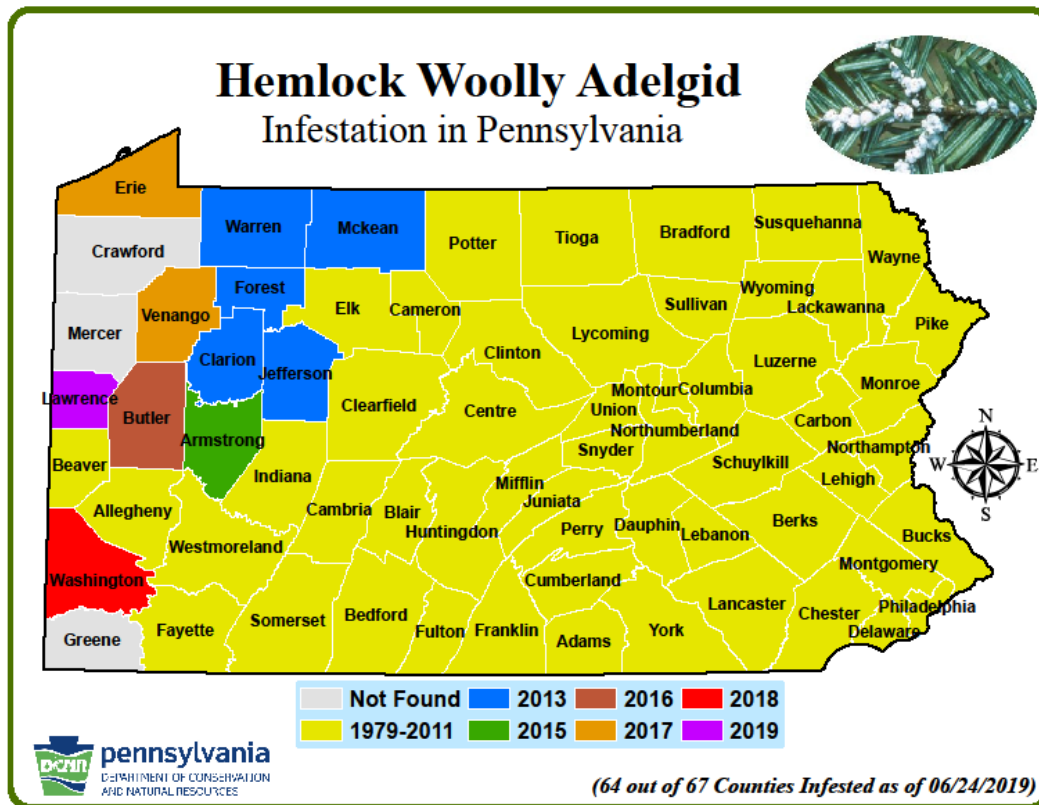 Hemlock Woolly Adelgid
Infestation in Pennsylvania
Erie
Crawford
Warren
Mckean
Potter
Tioga
Bradford
Susquehanna
Wayne
Forest
Elk
Cameron
Venango
Mercer
Clarion
Jefferson
Lycoming
Sullivan
Wyoming
Lackawanna
Pike
Lawrence
Butler
Clearfield
Clinton
Centre
Montour
Columbia
Luzerne
Monroe
Armstrong
Union
Northumberland
Carbon
Beaver
Indiana
Snyder
Schuylkill
Northampton
Lehigh
Allegheny
Mifflin
Juniata
Cambria
Blair
Huntingdon
Perry
Dauphin
Lebanon
Berks
Bucks
Westmoreland
Montgomery
Washington
Cumberland
Lancaster
Chester
Philadelphia
Delaware
Greene
Fayette
Somerset
Bedford
Fulton
Franklin
Adams
York
N
W E
S
Not Found 2013 2016 2018
1979-2011 2015 2017 2019
DCNR
pennsylvania
DEPARTMENT OF CONSERVATION
AND NATURAL RESOURCES
(64 out of 67 Counties Infested as of 06/24/2019)